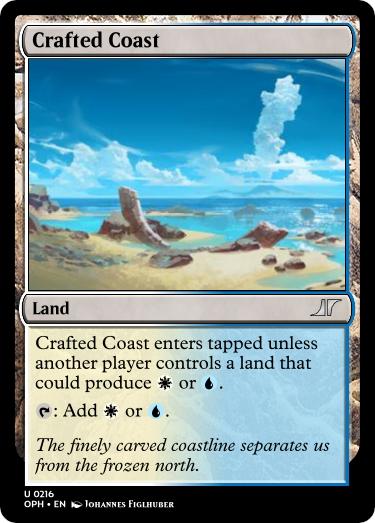 Crafted Coast
Land
Crafted Coast enters tapped unless
another player controls a land that
could produce or .
: Add or .
The finely carved coastline separates us
from the frozen north.
U 0216
OPH • EN Johannes Figlhuber